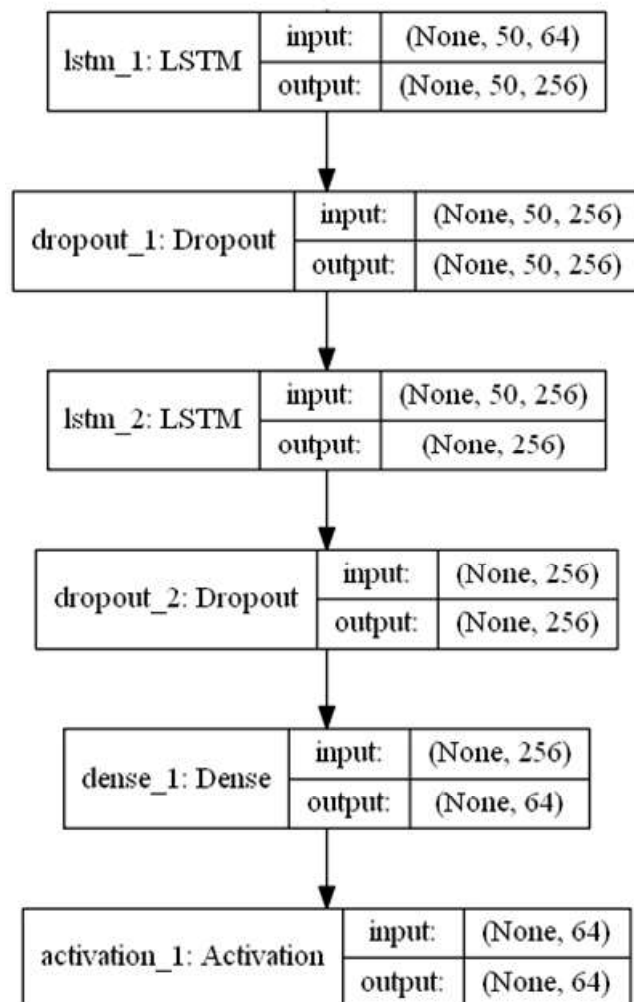 lstm_1: LSTM
input: (None, 50, 64)
output: (None, 50, 256)
dropout_1: Dropout
input: (None, 50, 256)
output: (None, 50, 256)
lstm_2: LSTM
input: (None, 50, 256)
output: (None, 256)
dropout_2: Dropout
input: (None, 256)
output: (None, 256)
dense_1: Dense
input: (None, 256)
output: (None, 64)
activation_1: Activation
input: (None, 64)
output: (None, 64)